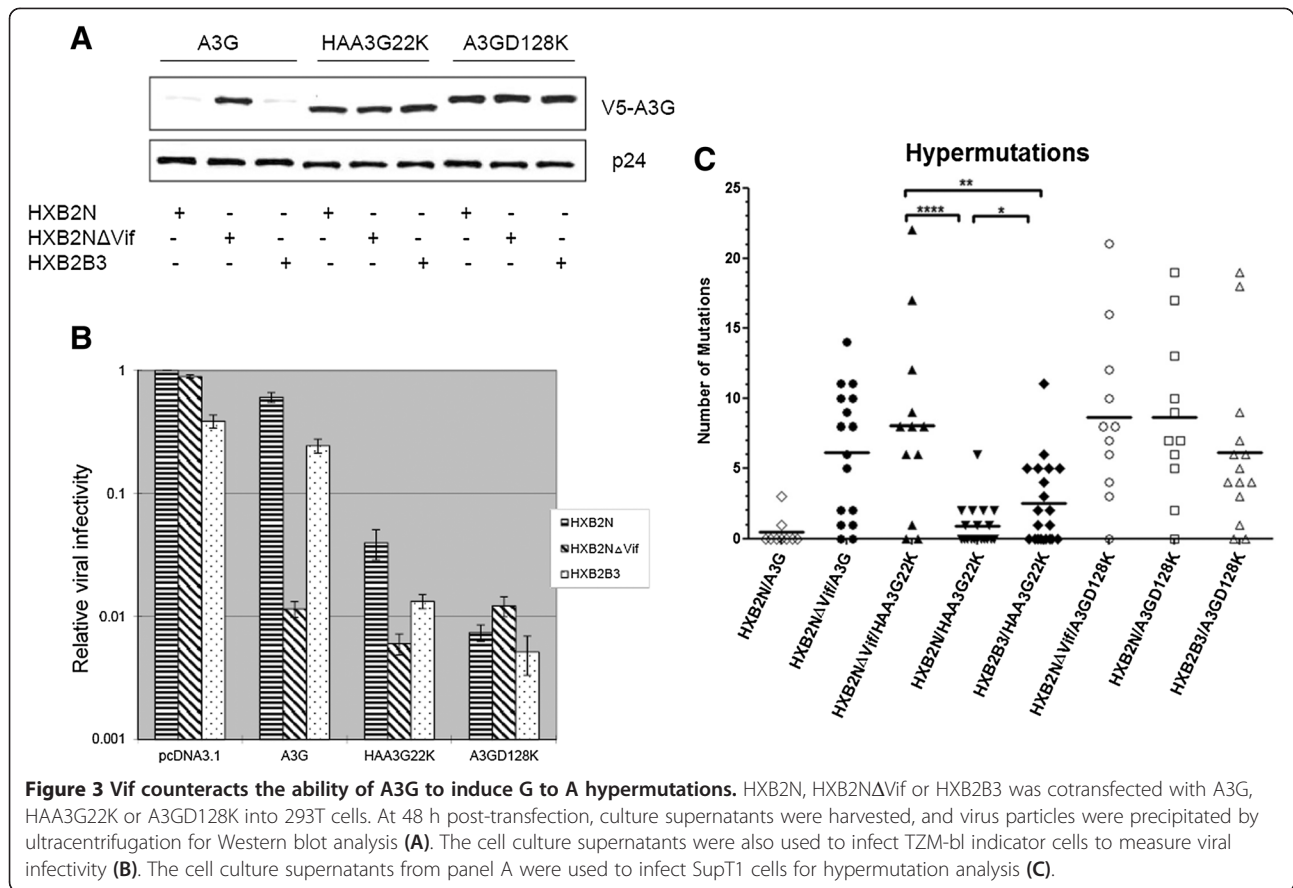 A
A3G HAA3G22K A3GD128K
V5-A3G
p24
HXB2N + - - + - - + - -
HXB2NΔVif - + - - + - - + -
HXB2B3 - - + - - + - - +
B
Relative viral infectivity
1
0.1
0.01
0.001
pcDNA3.1 A3G HAA3G22K A3GD128K
HXB2N
HXB2NΔVif
HXB2B3
C
Hypermutations
Number of Mutations
25
20
15
10
5
0
**
**** *
HXB2N/A3G
HXB2NΔVif/A3G
HXB2NΔVif/HAA3G22K
HXB2N/HAA3G22K
HXB2B3/HAA3G22K
HXB2NΔVif/A3GD128K
HXB2N/A3GD128K
HXB2B3/A3GD128K
Figure 3 Vif counteracts the ability of A3G to induce G to A hypermutations. HXB2N, HXB2NΔVif or HXB2B3 was cotransfected with A3G,
HAA3G22K or A3GD128K into 293T cells. At 48 h post-transfection, culture supernatants were harvested, and virus particles were precipitated by
ultracentrifugation for Western blot analysis (A). The cell culture supernatants were also used to infect TZM-bl indicator cells to measure viral
infectivity (B). The cell culture supernatants from panel A were used to infect SupT1 cells for hypermutation analysis (C).